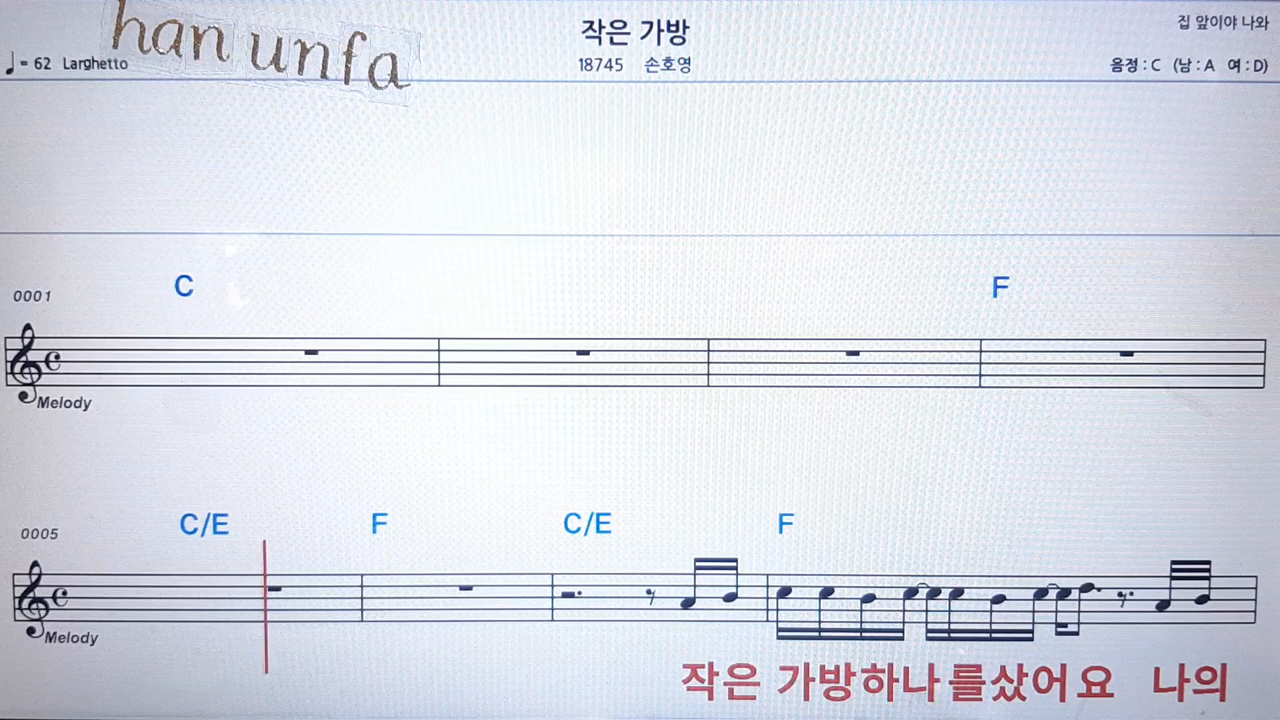 han unfa
작은 가방
집 앞이야 나와
♩= 62 Larghetto
18745 손호영
음정 : C (남 : A 여 : D)
C F
0001
Melody
C/E F C/E F
0005
Melody
작은 가방하나를샀어요 나의